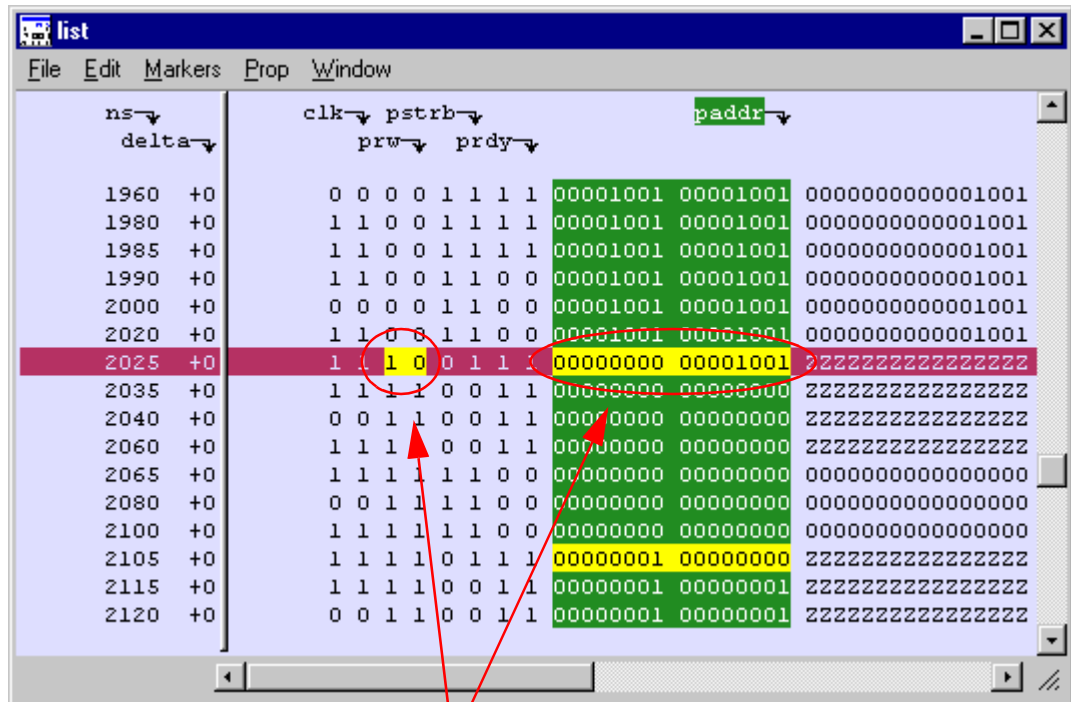 list
File Edit Markers Prop Window
ns clk pstrb paddr
delta prw prdy
1960 +0 0 0 0 0 1 1 1 1 00001001 00001001 0000000000001001
1980 +0 1 1 0 0 1 1 1 1 00001001 00001001 0000000000001001
1985 +0 1 1 0 0 1 1 1 1 00001001 00001001 0000000000001001
1990 +0 1 1 0 0 1 1 0 0 00001001 00001001 0000000000001001
2000 +0 0 0 0 0 1 1 0 0 00001001 00001001 0000000000001001
2020 +0 1 1 0 0 1 1 0 0 00001001 00001001 0000000000001001
2025 +0 1 1 1 0 0 1 1 1 00000000 00001001 ZZZZZZZZZZZZZZZZ
2035 +0 1 1 1 1 0 0 1 1 00000000 00000000 ZZZZZZZZZZZZZZZZ
2040 +0 0 0 1 1 0 0 1 1 00000000 00000000 ZZZZZZZZZZZZZZZZ
2060 +0 1 1 1 1 0 0 1 1 00000000 00000000 ZZZZZZZZZZZZZZZZ
2065 +0 1 1 1 1 1 1 0 0 00000000 00000000 0000000000000000
2080 +0 0 0 1 1 1 1 0 0 00000000 00000000 0000000000000000
2100 +0 1 1 1 1 1 1 0 0 00000000 00000000 0000000000000000
2105 +0 1 1 1 1 0 1 1 1 00000001 00000000 ZZZZZZZZZZZZZZZZ
2115 +0 1 1 1 1 0 0 1 1 00000001 00000001 ZZZZZZZZZZZZZZZZ
2120 +0 0 0 1 1 0 0 1 1 00000001 00000001 ZZZZZZZZZZZZZZZZ